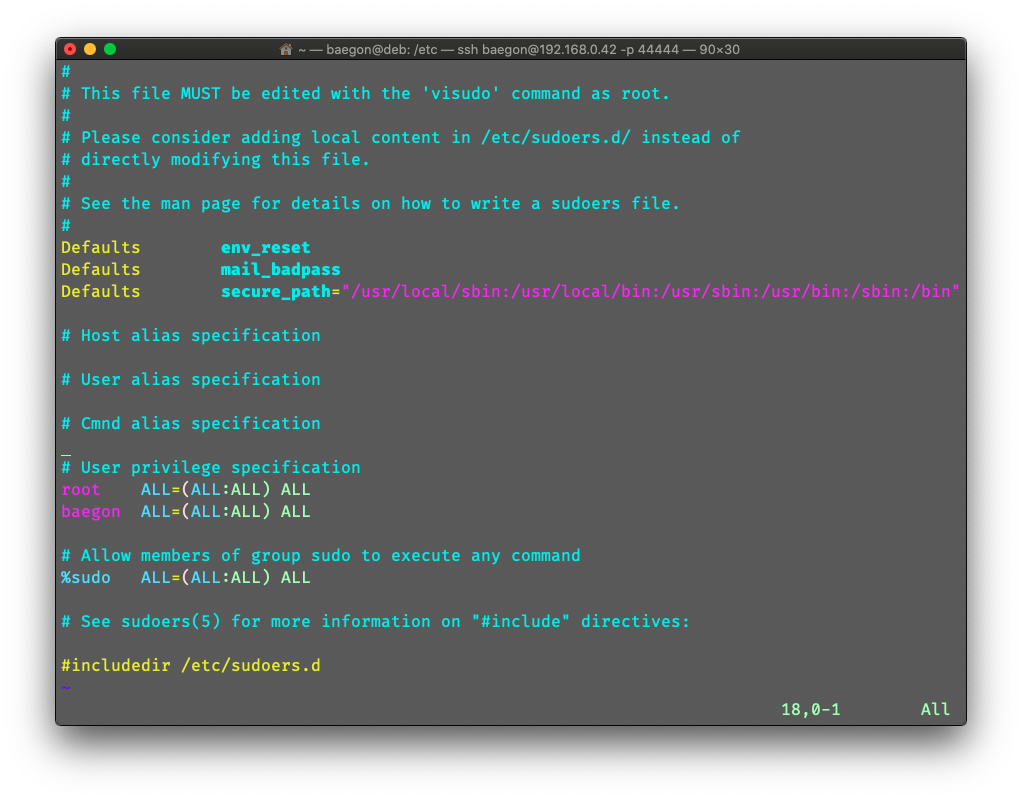 ~ — baegon@deb: /etc — ssh baegon@192.168.0.42 -p 44444 — 90×30
#
# This file MUST be edited with the 'visudo' command as root.
#
# Please consider adding local content in /etc/sudoers.d/ instead of
# directly modifying this file.
#
# See the man page for details on how to write a sudoers file.
#
Defaults        env_reset
Defaults        mail_badpass
Defaults        secure_path="/usr/local/sbin:/usr/local/bin:/usr/sbin:/usr/bin:/sbin:/bin"
# Host alias specification
# User alias specification
# Cmnd alias specification
# User privilege specification
root    ALL=(ALL:ALL) ALL
baegon  ALL=(ALL:ALL) ALL
# Allow members of group sudo to execute any command
%sudo   ALL=(ALL:ALL) ALL
# See sudoers(5) for more information on "#include" directives:
#includedir /etc/sudoers.d
~
18,0-1        All